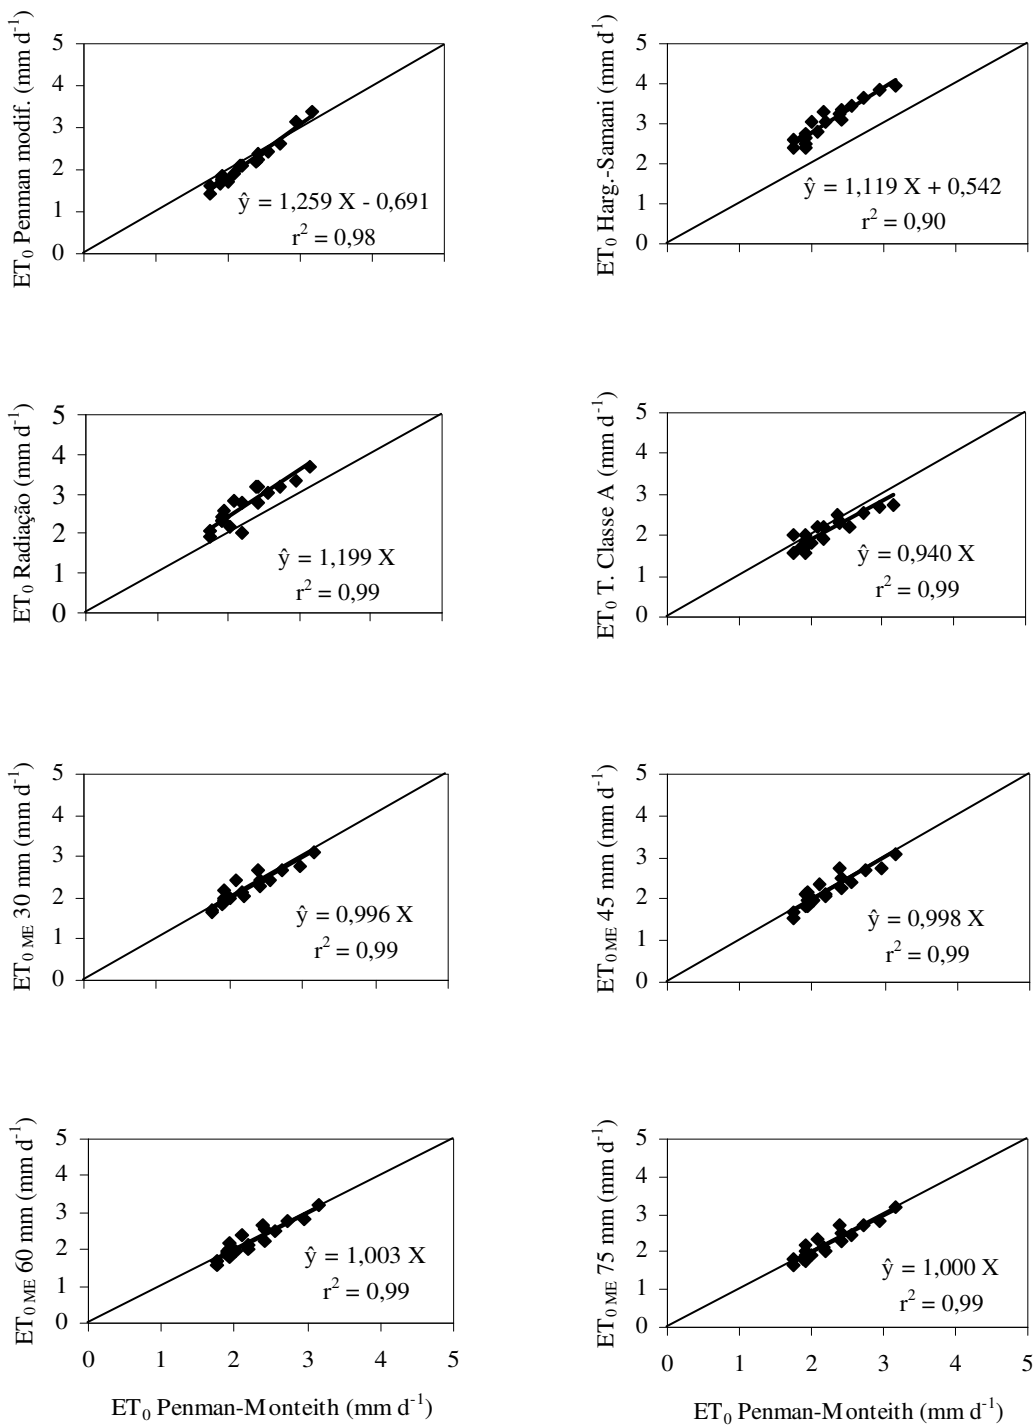 ET0 Penman modif. (mm d-1)
5
4
3
2
1
0
ŷ = 1,259 X - 0,691
r2 = 0,98
ET0 Harg.-Samani (mm d-1)
5
4
3
2
1
0
ŷ = 1,119 X + 0,542
r2 = 0,90
ET0 Radiação (mm d-1)
5
4
3
2
1
0
ŷ = 1,199 X
r2 = 0,99
ET0 T. Classe A (mm d-1)
5
4
3
2
1
0
ŷ = 0,940 X
r2 = 0,99
ET0 ME 30 mm (mm d-1)
5
4
3
2
1
0
ŷ = 0,996 X
r2 = 0,99
ET0 ME 45 mm (mm d-1)
5
4
3
2
1
0
ŷ = 0,998 X
r2 = 0,99
ET0 ME 60 mm (mm d-1)
5
4
3
2
1
0
ŷ = 1,003 X
r2 = 0,99
0 1 2 3 4 5
ET0 Penman-Monteith (mm d-1)
ET0 ME 75 mm (mm d-1)
5
4
3
2
1
0
ŷ = 1,000 X
r2 = 0,99
0 1 2 3 4 5
ET0 Penman-Monteith (mm d-1)